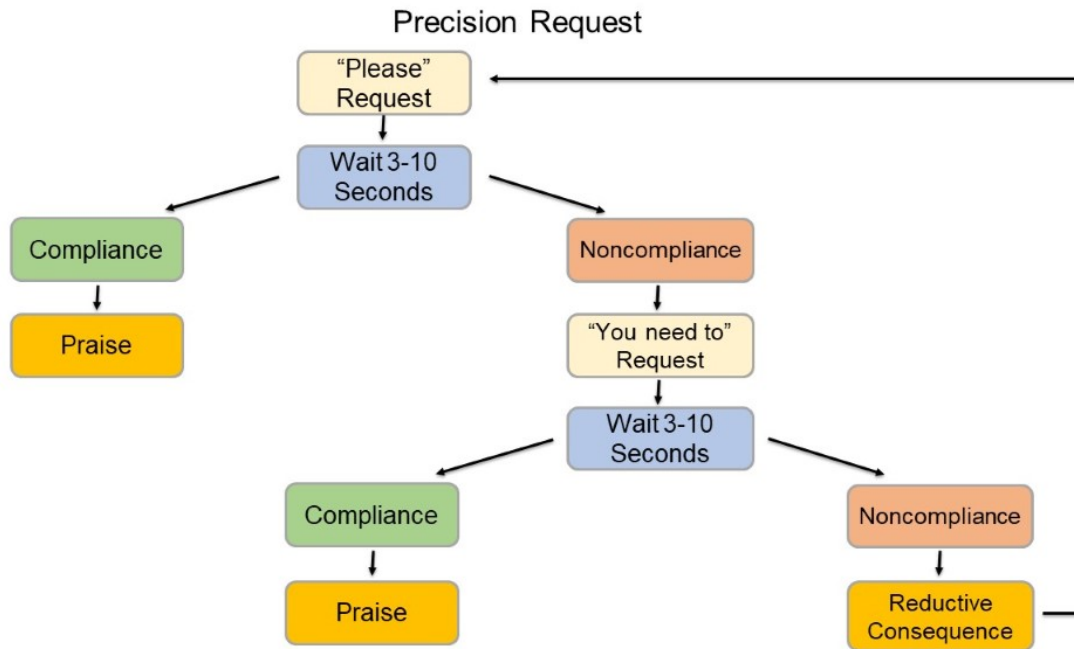 Precision Request
“Please”
Request
Wait 3-10
Seconds
Compliance
Noncompliance
Praise
“You need to”
Request
Wait 3-10
Seconds
Compliance
Noncompliance
Praise
Reductive
Consequence